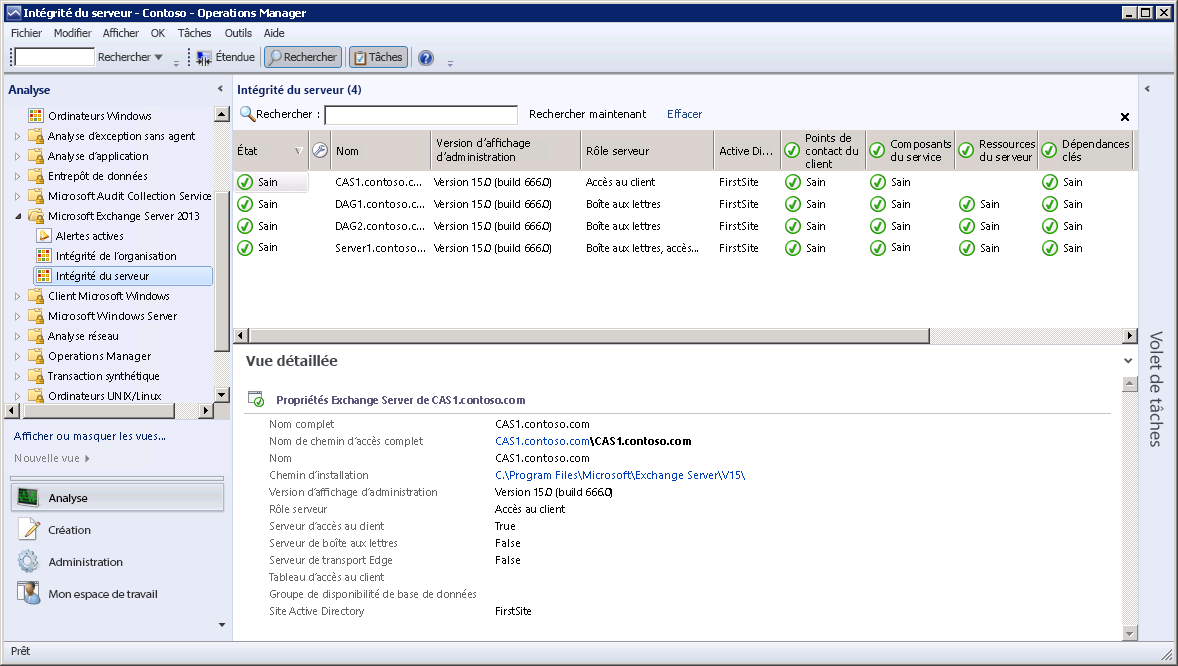 Intégrité du serveur - Contoso - Operations Manager
Fichier Modifier Afficher OK Tâches Outils Aide
Rechercher Étendue Rechercher Tâches
Analyse
Ordinateurs Windows
Analyse d'exception sans agent
Analyse d'application
Entrepôt de données
Microsoft Audit Collection Service
Microsoft Exchange Server 2013
Alertes actives
Intégrité de l'organisation
Intégrité du serveur
Client Microsoft Windows
Microsoft Windows Server
Analyse réseau
Operations Manager
Transaction synthétique
Ordinateurs UNIX/Linux
Afficher ou masquer les vues...
Nouvelle vue
Analyse
Création
Administration
Mon espace de travail
Intégrité du serveur (4)
Rechercher : Rechercher maintenant Effacer
État Nom Version d'affichage d'administration Rôle serveur Active Di... Points de contact du client Composants du service Ressources du serveur Dépendances clés
Sain CAS1.contoso.c... Version 15.0 (build 666.0) Accès au client FirstSite Sain Sain Sain
Sain DAG1.contoso.c... Version 15.0 (build 666.0) Boîte aux lettres FirstSite Sain Sain Sain Sain
Sain DAG2.contoso.c... Version 15.0 (build 666.0) Boîte aux lettres FirstSite Sain Sain Sain Sain
Sain Server1.contoso... Version 15.0 (build 666.0) Boîte aux lettres, accès... FirstSite Sain Sain Sain Sain
Vue détaillée
Propriétés Exchange Server de CAS1.contoso.com
Nom complet CAS1.contoso.com
Nom de chemin d'accès complet CAS1.contoso.com\CAS1.contoso.com
Nom CAS1.contoso.com
Chemin d'installation C:\Program Files\Microsoft\Exchange Server\V15\
Version d'affichage d'administration Version 15.0 (build 666.0)
Rôle serveur Accès au client
Serveur d'accès au client True
Serveur de boîte aux lettres False
Serveur de transport Edge False
Tableau d'accès au client
Groupe de disponibilité de base de données
Site Active Directory FirstSite
Volet de tâches
Prêt